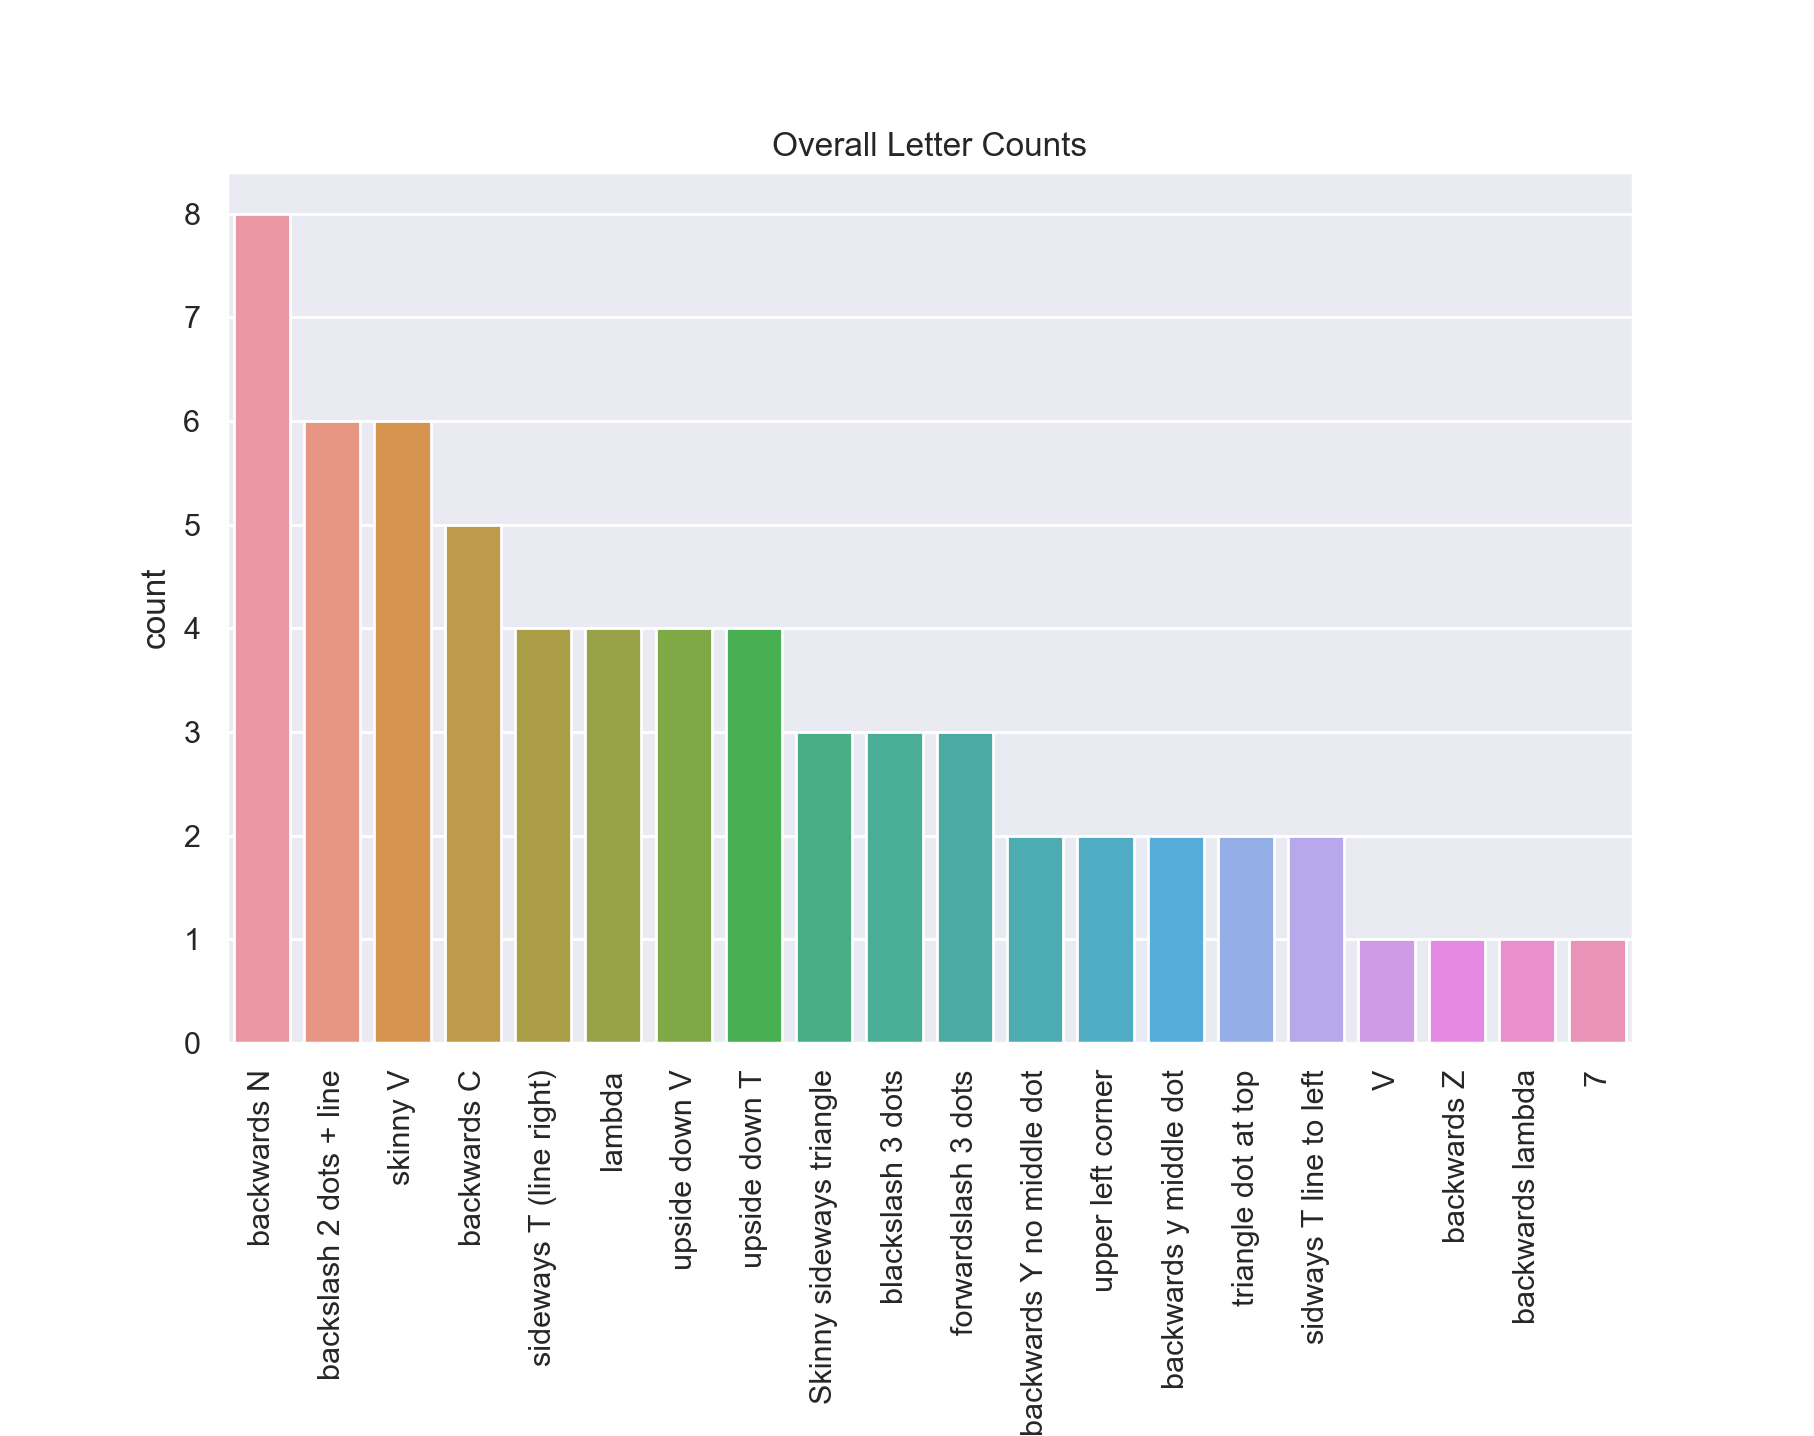 Overall Letter Counts
count
8
7
6
5
4
3
2
1
0
backwards N
backslash 2 dots + line
skinny V
backwards C
sideways T (line right)
lambda
upside down V
upside down T
Skinny sideways triangle
blackslash 3 dots
forwardslash 3 dots
backwards Y no middle dot
upper left corner
backwards y middle dot
triangle dot at top
sidways T line to left
V
backwards Z
backwards lambda
7